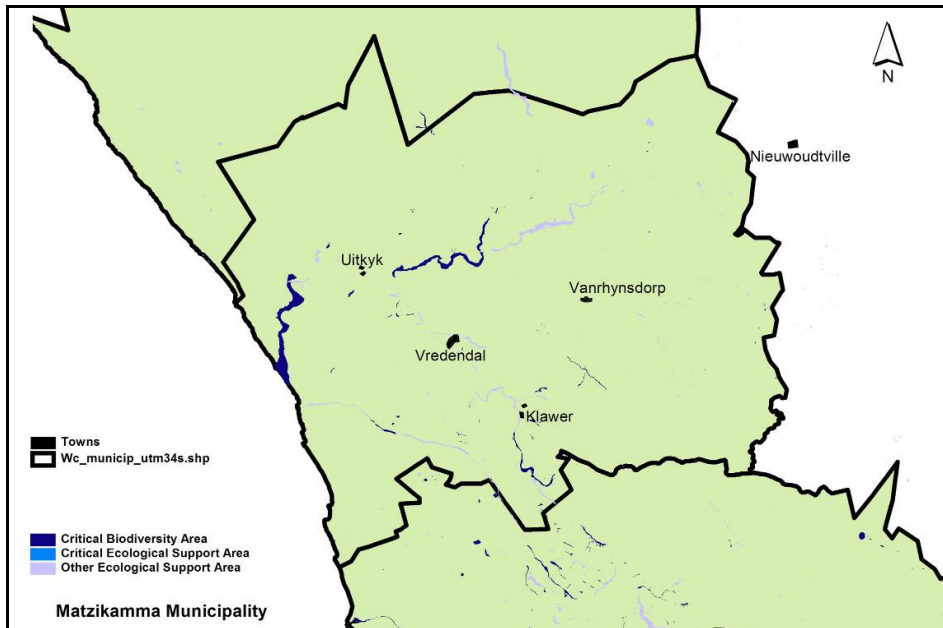 N
Nieuwoudtville
Uitkyk
Vanrhynsdorp
Vredendal
Klawer
Towns
Wc_municip_utm34s.shp
Critical Biodiversity Area
Critical Ecological Support Area
Other Ecological Support Area
Matzikamma Municipality